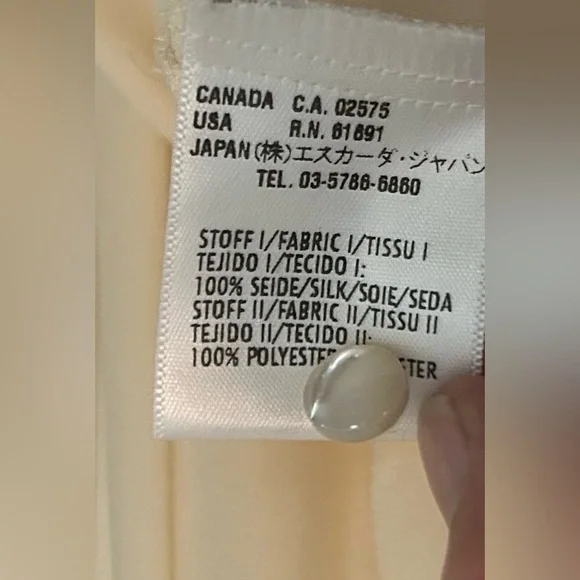 CANADA C.A. 02575
USA R.N. 61691
JAPAN(株)エスカーダ・ジャパン
TEL. 03-5786-6860
STOFF I/FABRIC I/TISSU I
TEJIDO I/TECIDO I:
100% SEIDE/SILK/SOIE/SEDA
STOFF II/FABRIC II/TISSU II
TEJIDO II/TECIDO II:
100%